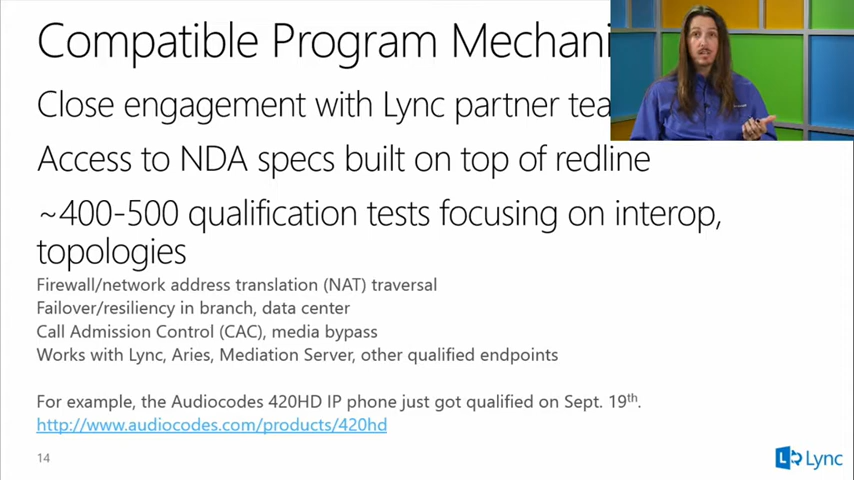 Compatible Program Mechani
Close engagement with Lync partner tea
Access to NDA specs built on top of redline
~400-500 qualification tests focusing on interop,
topologies
Firewall/network address translation (NAT) traversal
Failover/resiliency in branch, data center
Call Admission Control (CAC), media bypass
Works with Lync, Aries, Mediation Server, other qualified endpoints
For example, the Audiocodes 420HD IP phone just got qualified on Sept. 19th.
http://www.audiocodes.com/products/420hd
14
Lync